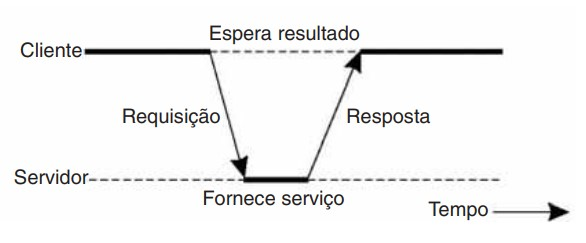 Espera resultado
Cliente
Requisição
Resposta
Servidor
Fornece serviço
Tempo